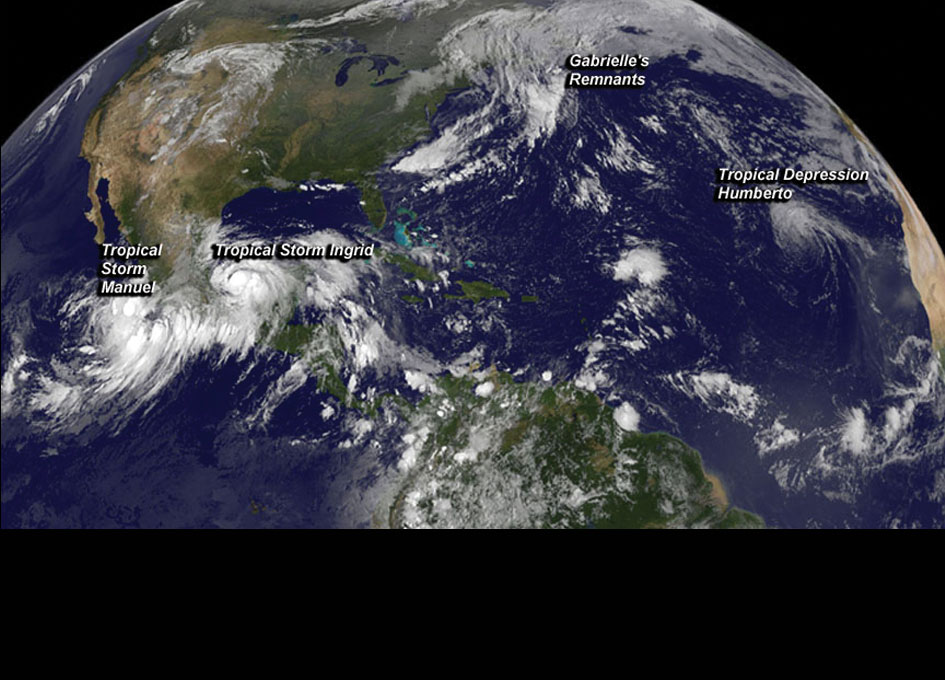 Gabrielle's
Remnants
Tropical Depression
Humberto
Tropical
Storm
Manuel
Tropical Storm Ingrid